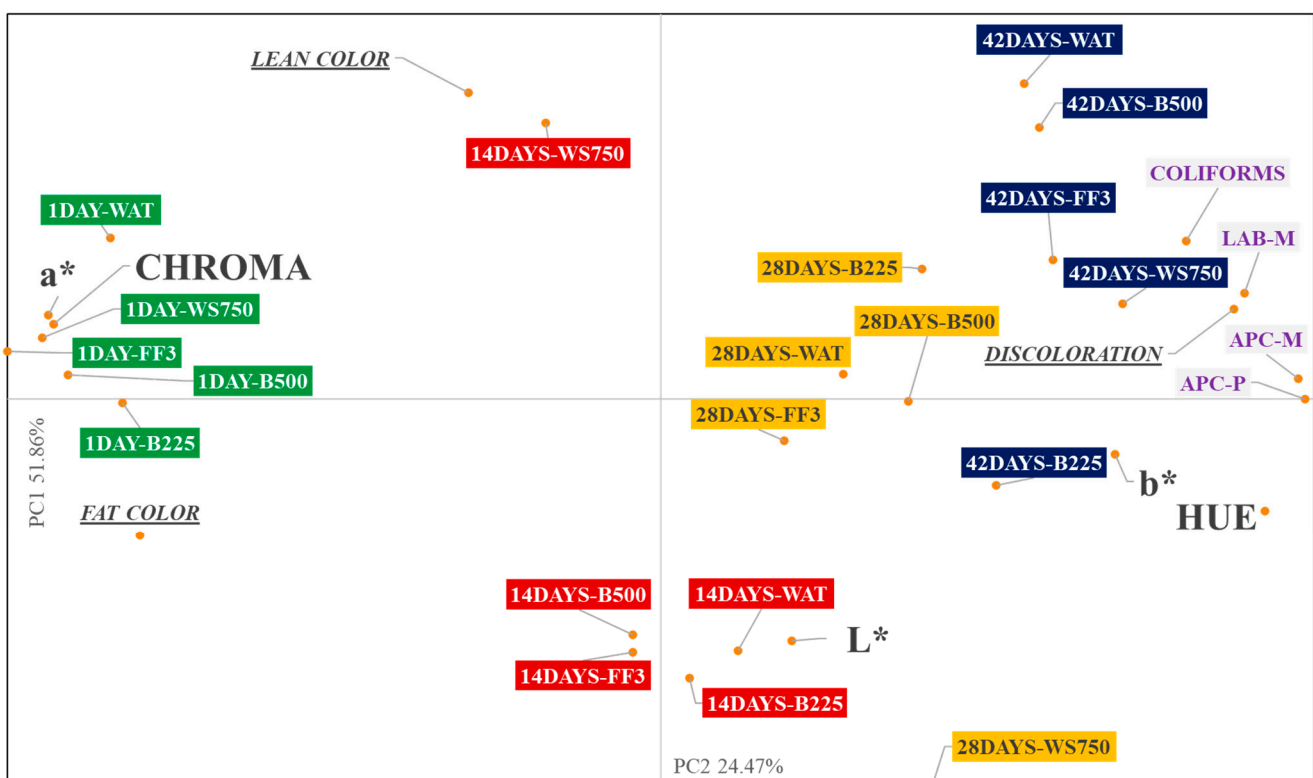 42DAYS-WAT
LEAN COLOR
42DAYS-B500
14DAYS-WS750
COLIFORMS
42DAYS-FF3
1DAY-WAT
LAB-M
a*
CHROMA
28DAYS-B225
42DAYS-WS750
1DAY-WS750
28DAYS-B500
1DAY-FF3
28DAYS-WAT
DISCOLORATION
APC-M
1DAY-B500
APC-P
28DAYS-FF3
1DAY-B225
42DAYS-B225
b*
PC1 51.86%
FAT COLOR
HUE
14DAYS-B500
14DAYS-WAT
L*
14DAYS-FF3
14DAYS-B225
28DAYS-WS750
PC2 24.47%